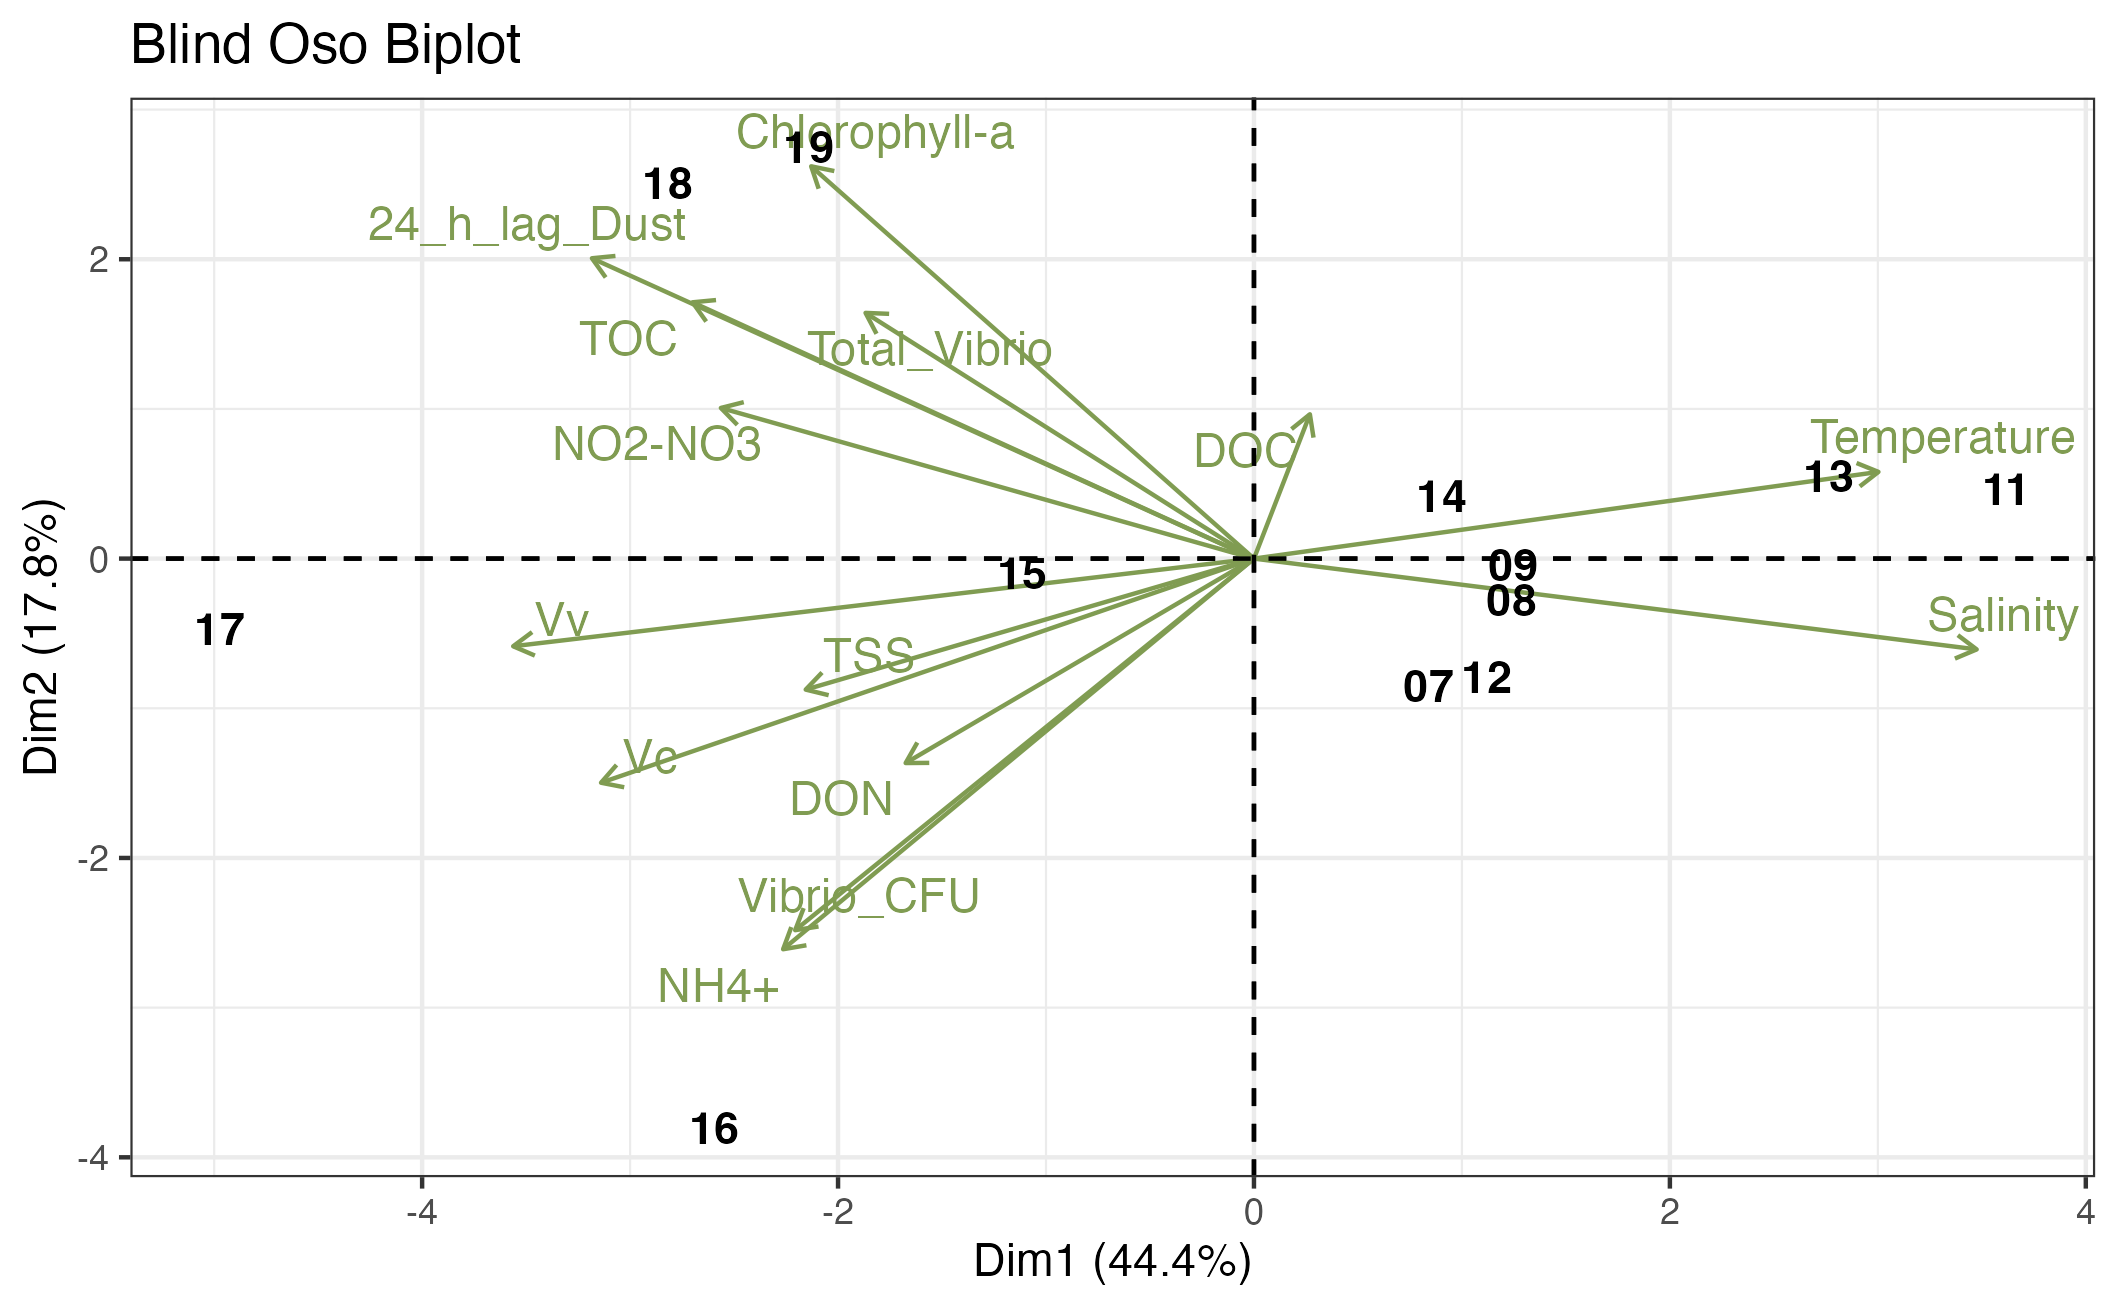 Blind Oso Biplot
Chlorophyll-a
19
18
24_h_lag_Dust
2
TOC
Total_Vibrio
NO2-NO3
DOC
Temperature
13
11
14
0
09
15
08
17
Vv
Salinity
TSS
07
12
Vc
DON
-2
Vibrio_CFU
NH4+
16
-4
-4
-2
0
2
4
Dim1 (44.4%)
Dim2 (17.8%)